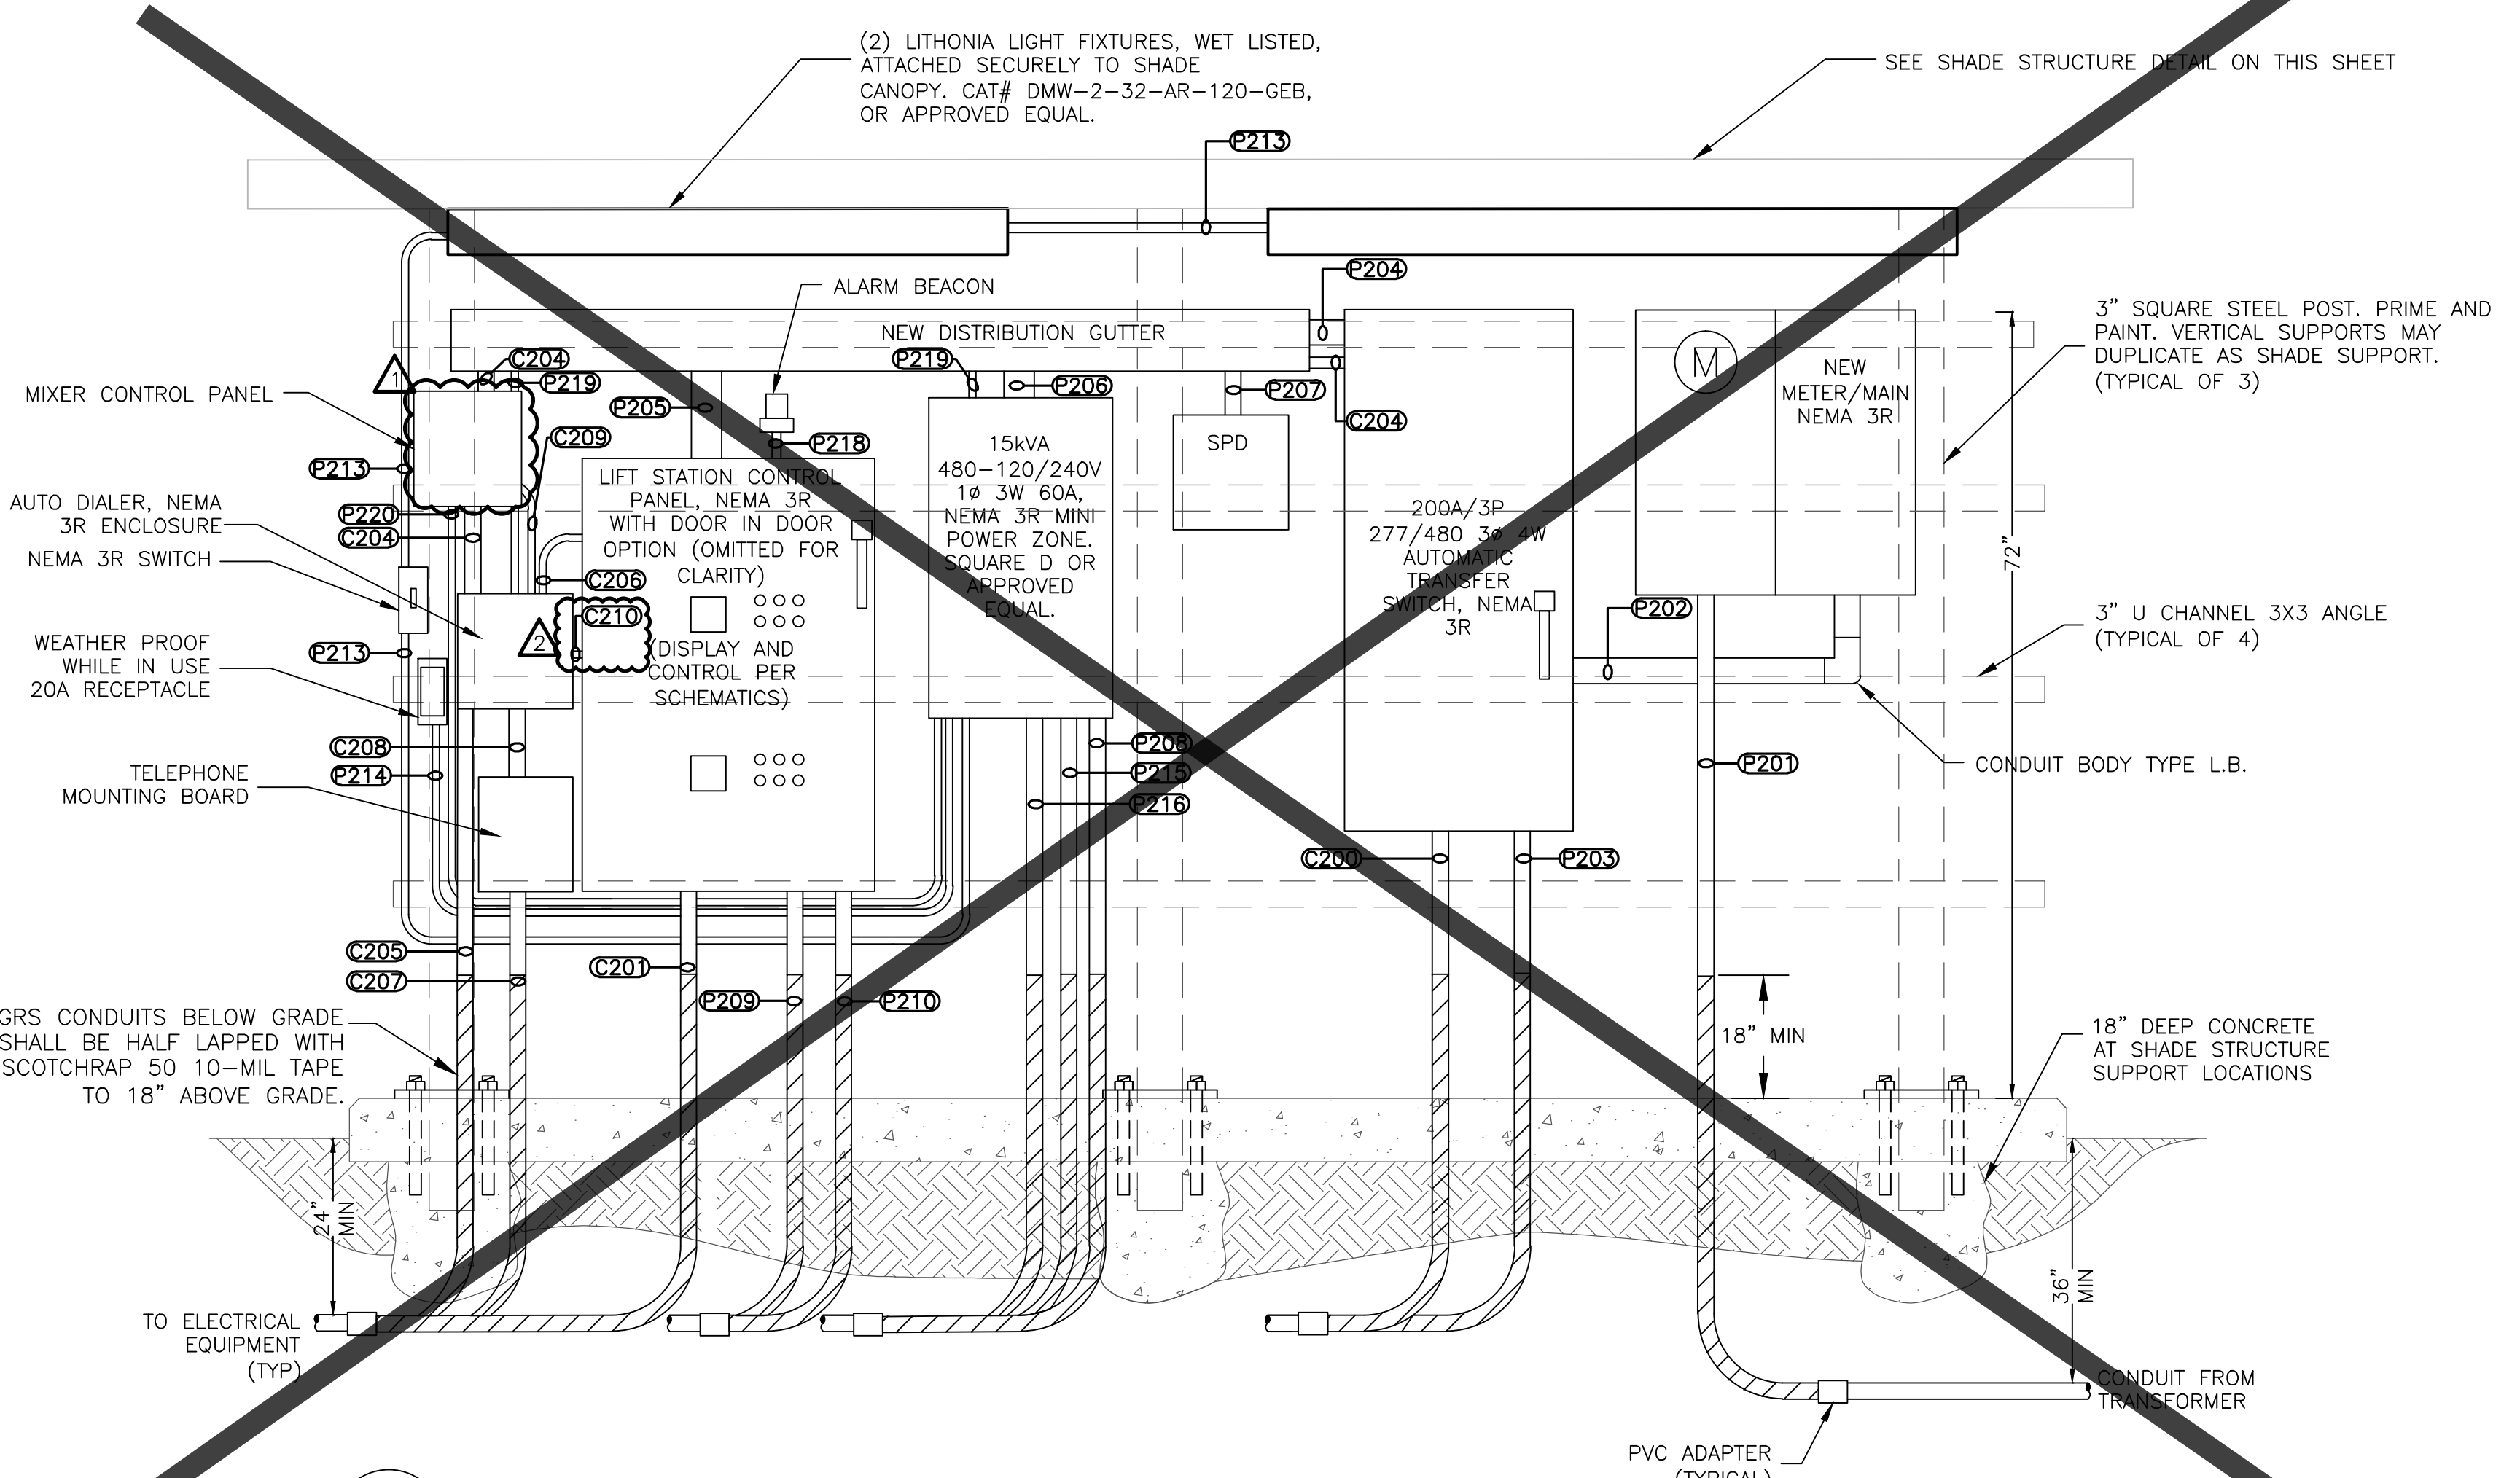 (2) LITHONIA LIGHT FIXTURES, WET LISTED,
ATTACHED SECURELY TO SHADE
CANOPY. CAT# DMW-2-32-AR-120-GEB,
OR APPROVED EQUAL.
SEE SHADE STRUCTURE DETAIL ON THIS SHEET
P213
P204
ALARM BEACON
NEW DISTRIBUTION GUTTER
3" SQUARE STEEL POST. PRIME AND
PAINT. VERTICAL SUPPORTS MAY
DUPLICATE AS SHADE SUPPORT.
(TYPICAL OF 3)
M
NEW
METER/MAIN
NEMA 3R
C204
P219
1
MIXER CONTROL PANEL
P219
P206
P207
P205
C204
C209
P218
SPD
P213
15kVA
480-120/240V
1ø 3W 60A,
NEMA 3R MINI
POWER ZONE.
SQUARE D OR
APPROVED
EQUAL.
LIFT STATION CONTROL
PANEL, NEMA 3R
WITH DOOR IN DOOR
OPTION (OMITTED FOR
CLARITY)
(DISPLAY AND
CONTROL PER
SCHEMATICS)
AUTO DIALER, NEMA
3R ENCLOSURE
P220
C204
NEMA 3R SWITCH
200A/3P
277/480 3ø 4W
AUTOMATIC
TRANSFER
SWITCH, NEMA
3R
72"
C206
C210
2
P202
3" U CHANNEL 3X3 ANGLE
(TYPICAL OF 4)
WEATHER PROOF
WHILE IN USE
20A RECEPTACLE
P213
C208
P214
P208
P215
P216
P201
CONDUIT BODY TYPE L.B.
TELEPHONE
MOUNTING BOARD
C200
P203
C205
C207
C201
P209
P210
GRS CONDUITS BELOW GRADE
SHALL BE HALF LAPPED WITH
SCOTCHRAP 50 10-MIL TAPE
TO 18" ABOVE GRADE.
18" MIN
18" DEEP CONCRETE
AT SHADE STRUCTURE
SUPPORT LOCATIONS
24"
MIN
36"
MIN
TO ELECTRICAL
EQUIPMENT
(TYP)
CONDUIT FROM
TRANSFORMER
PVC ADAPTER
(TYPICAL)